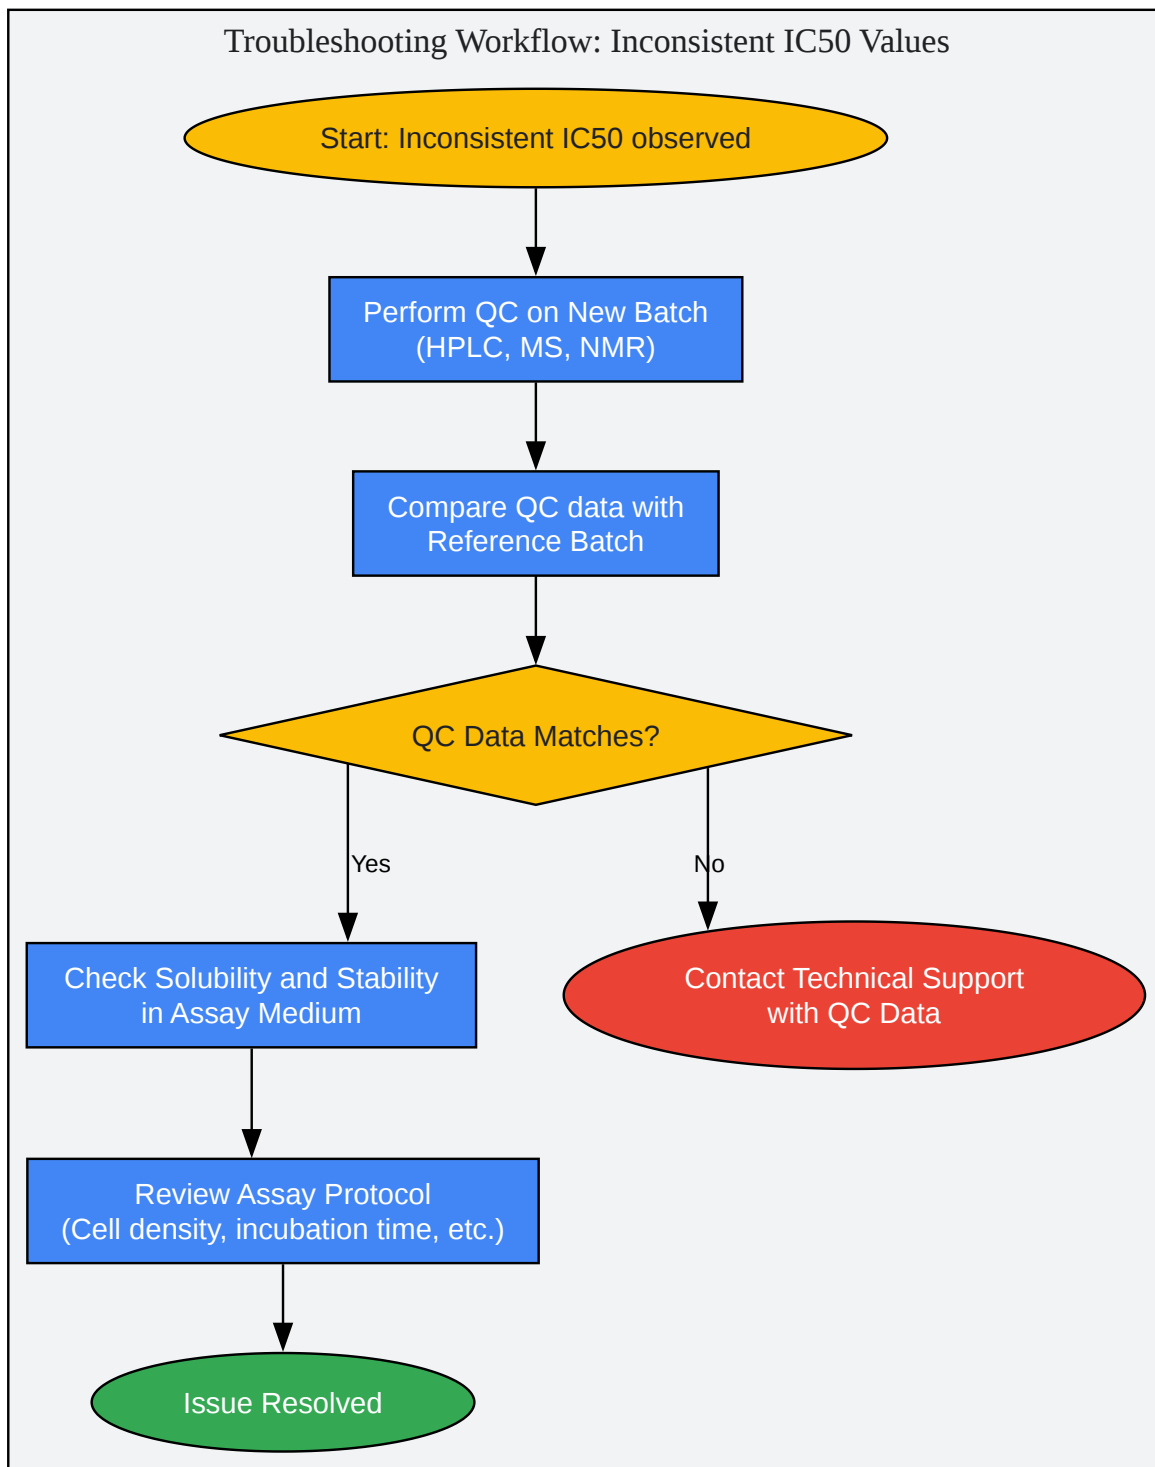 Troubleshooting Workflow: Inconsistent IC50 Values
Start: Inconsistent IC50 observed
Perform QC on New Batch
(HPLC, MS, NMR)
Compare QC data with
Reference Batch
QC Data Matches?
Yes
No
Check Solubility and Stability
in Assay Medium
Contact Technical Support
with QC Data
Review Assay Protocol
(Cell density, incubation time, etc.)
Issue Resolved